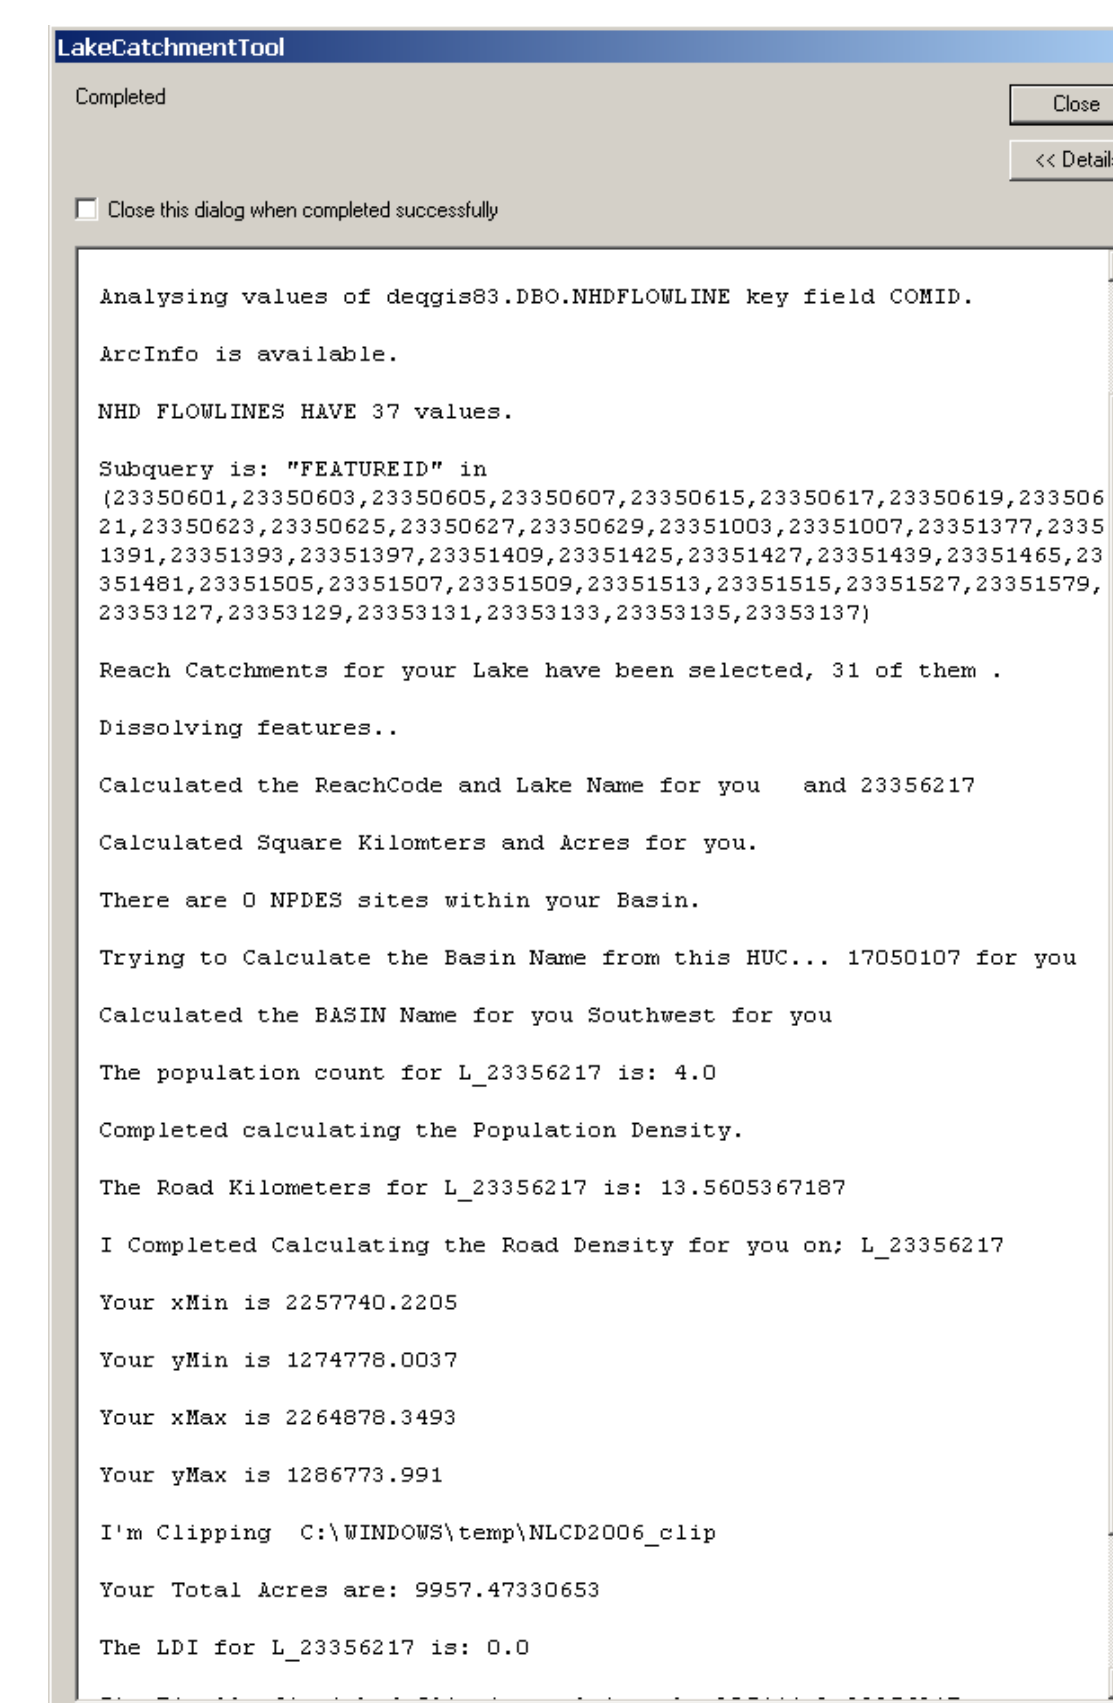 LakeCatchmentTool
Completed
Close
<< Details
Close this dialog when completed successfully
Analysing values of deqgis83.DBO.NHDFLOWLINE key field COMID.
ArcInfo is available.
NHD FLOWLINES HAVE 37 values.
Subquery is: "FEATUREID" in
(23350601,23350603,23350605,23350607,23350615,23350617,23350619,233506
21,23350623,23350625,23350627,23350629,23351003,23351007,23351377,2335
1391,23351393,23351397,23351409,23351425,23351427,23351439,23351465,23
351481,23351505,23351507,23351509,23351513,23351515,23351527,23351579,
23353127,23353129,23353131,23353133,23353135,23353137)
Reach Catchments for your Lake have been selected, 31 of them .
Dissolving features..
Calculated the ReachCode and Lake Name for you   and 23356217
Calculated Square Kilomters and Acres for you.
There are 0 NPDES sites within your Basin.
Trying to Calculate the Basin Name from this HUC... 17050107 for you
Calculated the BASIN Name for you Southwest for you
The population count for L_23356217 is: 4.0
Completed calculating the Population Density.
The Road Kilometers for L_23356217 is: 13.5605367187
I Completed Calculating the Road Density for you on; L_23356217
Your xMin is 2257740.2205
Your yMin is 1274778.0037
Your xMax is 2264878.3493
Your yMax is 1286773.991
I'm Clipping  C:\WINDOWS\temp\NLCD2006_clip
Your Total Acres are: 9957.47330653
The LDI for L_23356217 is: 0.0